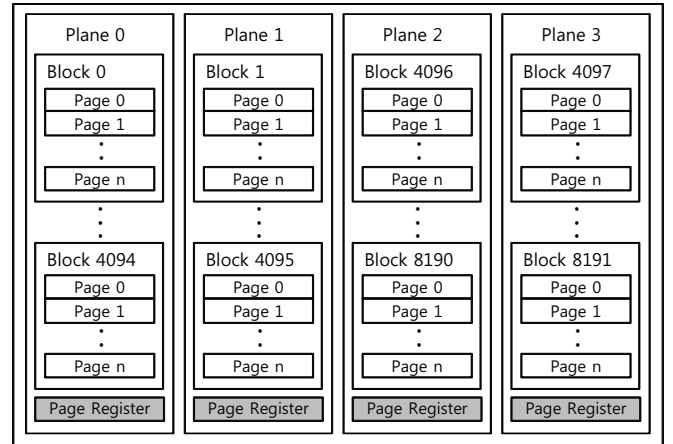 Plane 0
Block 0
Page 0
Page 1
Page n
Block 4094
Page 0
Page 1
Page n
Page Register
Plane 1
Block 1
Page 0
Page 1
Page n
Block 4095
Page 0
Page 1
Page n
Page Register
Plane 2
Block 4096
Page 0
Page 1
Page n
Block 8190
Page 0
Page 1
Page n
Page Register
Plane 3
Block 4097
Page 0
Page 1
Page n
Block 8191
Page 0
Page 1
Page n
Page Register